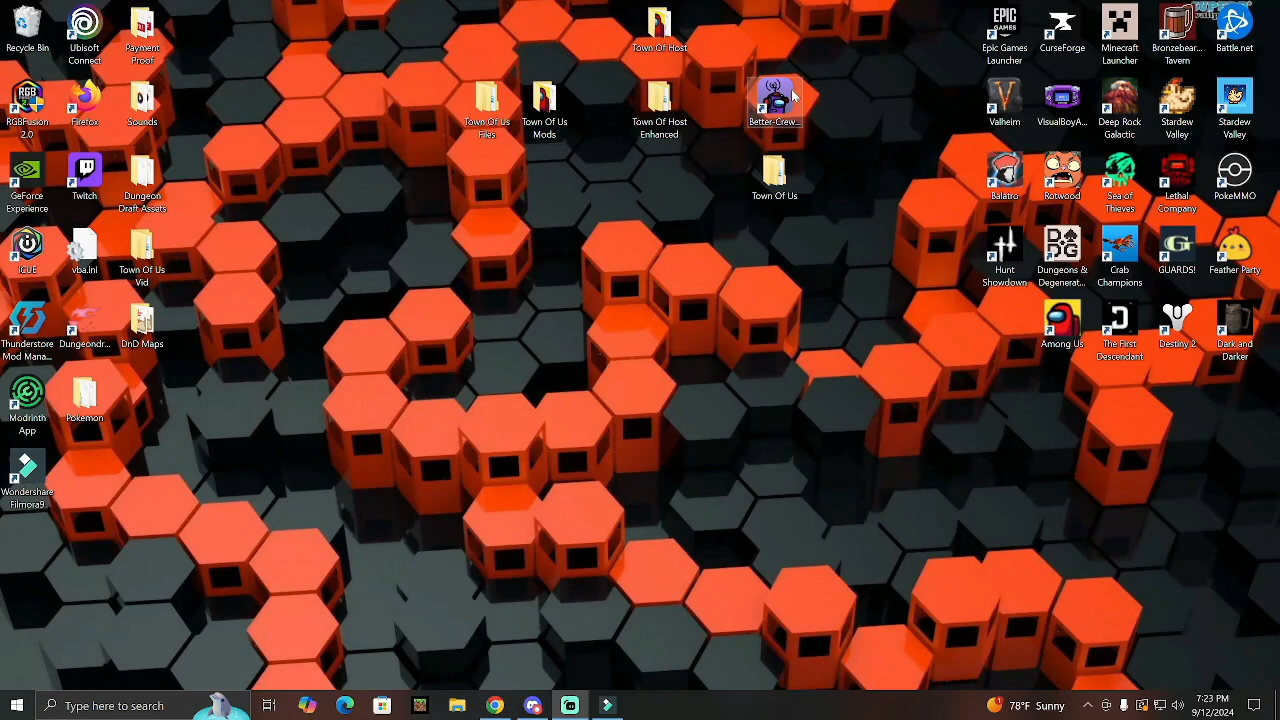 Recycle Bin
Ubisoft
Connect
Payment
Proof
Town Of Host
Epic Games
Launcher
CurseForge
Minecraft
Launcher
Bronzebear...
Tavern
Battle.net
RGBFusion
2.0
Firefox
Sounds
Town Of Us
Files
Town Of Us
Mods
Town Of Host
Enhanced
Better-Crew...
Valheim
VisualBoyA...
Deep Rock
Galactic
Stardew
Valley
Stardew
Valley
GeForce
Experience
Twitch
Dungeon
Draft Assets
Town Of Us
Balatro
Rotwood
Sea of
Thieves
Lethal
Company
PokeMMO
iCUE
vba.ini
Town Of Us
Vid
Hunt
Showdown
Dungeons &
Degenerat...
Crab
Champions
GUARDS!
Feather Party
Thunderstore
Mod Mana...
Dungeondr...
DnD Maps
Among Us
The First
Descendant
Destiny 2
Dark and
Darker
Modrinth
App
Pokemon
Wondershare
Filmora9
Type here to search
78°F Sunny
7:23 PM
9/12/2024